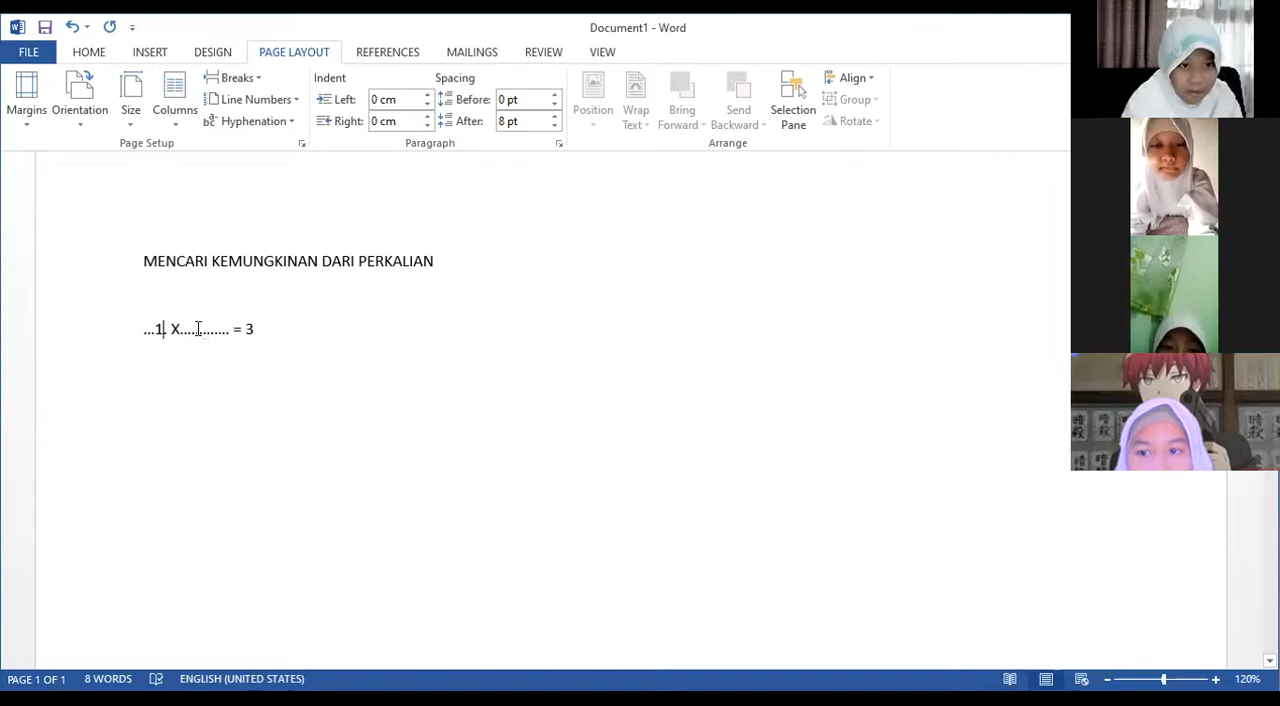 Document1 - Word
FILE HOME INSERT DESIGN PAGE LAYOUT REFERENCES MAILINGS REVIEW VIEW
Margins
Orientation
Size
Columns
Breaks
Line Numbers
Hyphenation
Page Setup
Indent
Left: 0 cm
Right: 0 cm
Spacing
Before: 0 pt
After: 8 pt
Paragraph
Position
Wrap Text
Bring Forward
Send Backward
Selection Pane
Align
Group
Rotate
Arrange
MENCARI KEMUNGKINAN DARI PERKALIAN
...1. X............. = 3
PAGE 1 OF 1 8 WORDS ENGLISH (UNITED STATES) 120%